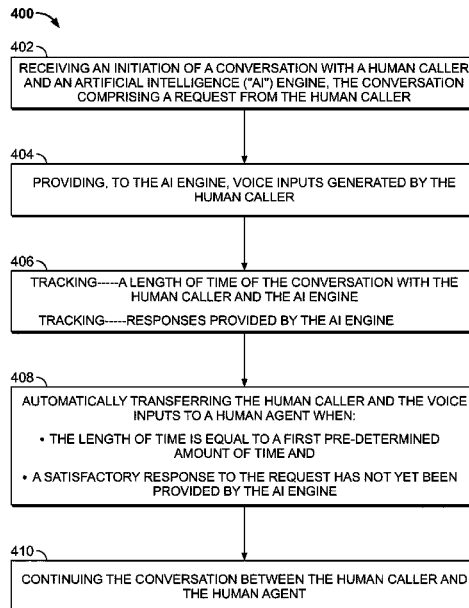 400
402
RECEIVING AN INITIATION OF A CONVERSATION WITH A HUMAN CALLER
AND AN ARTIFICIAL INTELLIGENCE ("AI") ENGINE, THE CONVERSATION
COMPRISING A REQUEST FROM THE HUMAN CALLER
404
PROVIDING, TO THE AI ENGINE, VOICE INPUTS GENERATED BY THE
HUMAN CALLER
406
TRACKING-----A LENGTH OF TIME OF THE CONVERSATION WITH THE
HUMAN CALLER AND THE AI ENGINE
TRACKING-----RESPONSES PROVIDED BY THE AI ENGINE
408
AUTOMATICALLY TRANSFERRING THE HUMAN CALLER AND THE VOICE
INPUTS TO A HUMAN AGENT WHEN:
• THE LENGTH OF TIME IS EQUAL TO A FIRST PRE-DETERMINED
AMOUNT OF TIME AND
• A SATISFACTORY RESPONSE TO THE REQUEST HAS NOT YET BEEN
PROVIDED BY THE AI ENGINE
410
CONTINUING THE CONVERSATION BETWEEN THE HUMAN CALLER AND
THE HUMAN AGENT